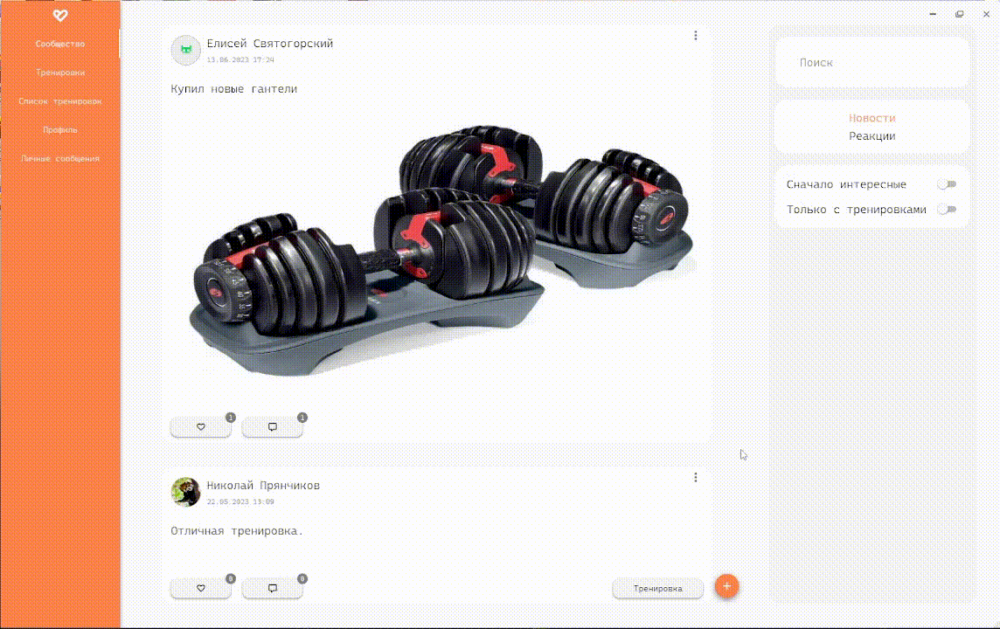 Сообщество
Тренировки
Список тренировок
Профиль
Личные сообщения
Елисей Святогорский
13.06.2023 17:24
Купил новые гантели
1
1
Николай Прянчиков
22.05.2023 13:09
Отличная тренировка.
0
0
Тренировка
+
Поиск
Новости
Реакции
Сначало интересные
Только с тренировками